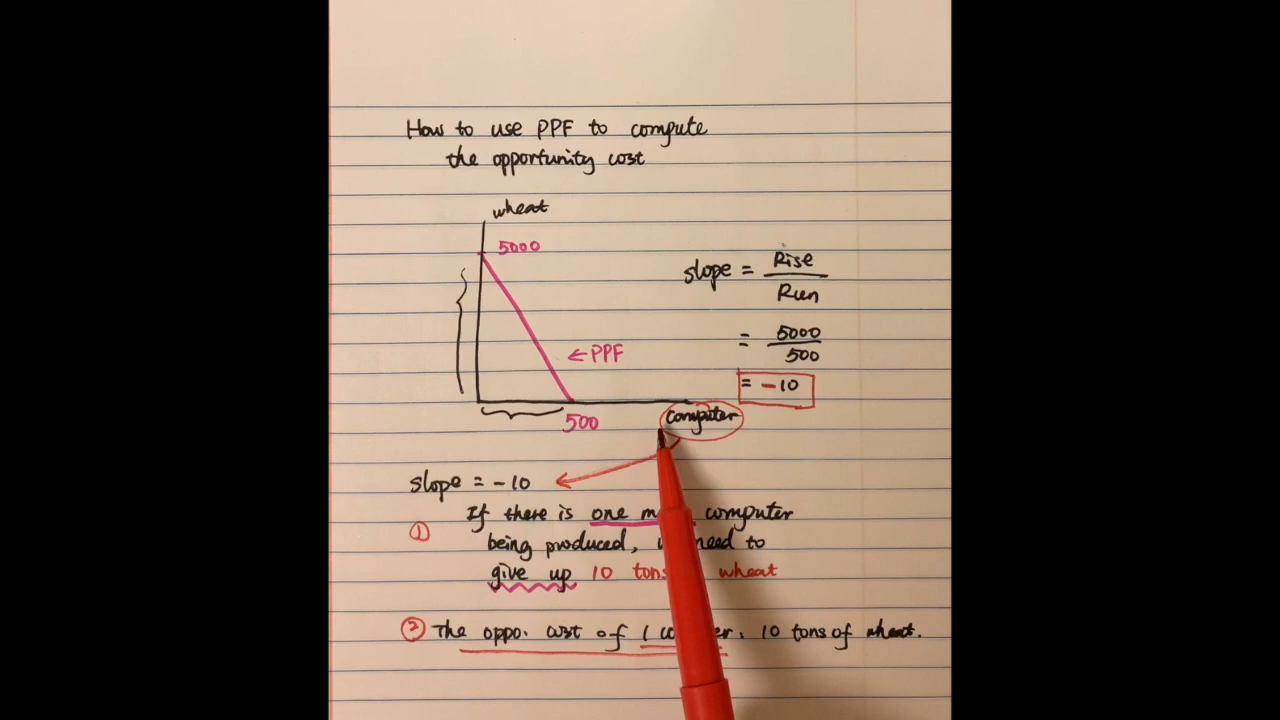 How to use PPF to compute
the opportunity cost
wheat
5000
← PPF
500
computer
slope = Rise
Run
= 5000
500
= -10
slope = -10
① If there is one computer
being produced, need to
give up 10 tons wheat
② The oppo. cost of 1 : 10 tons of wheat.